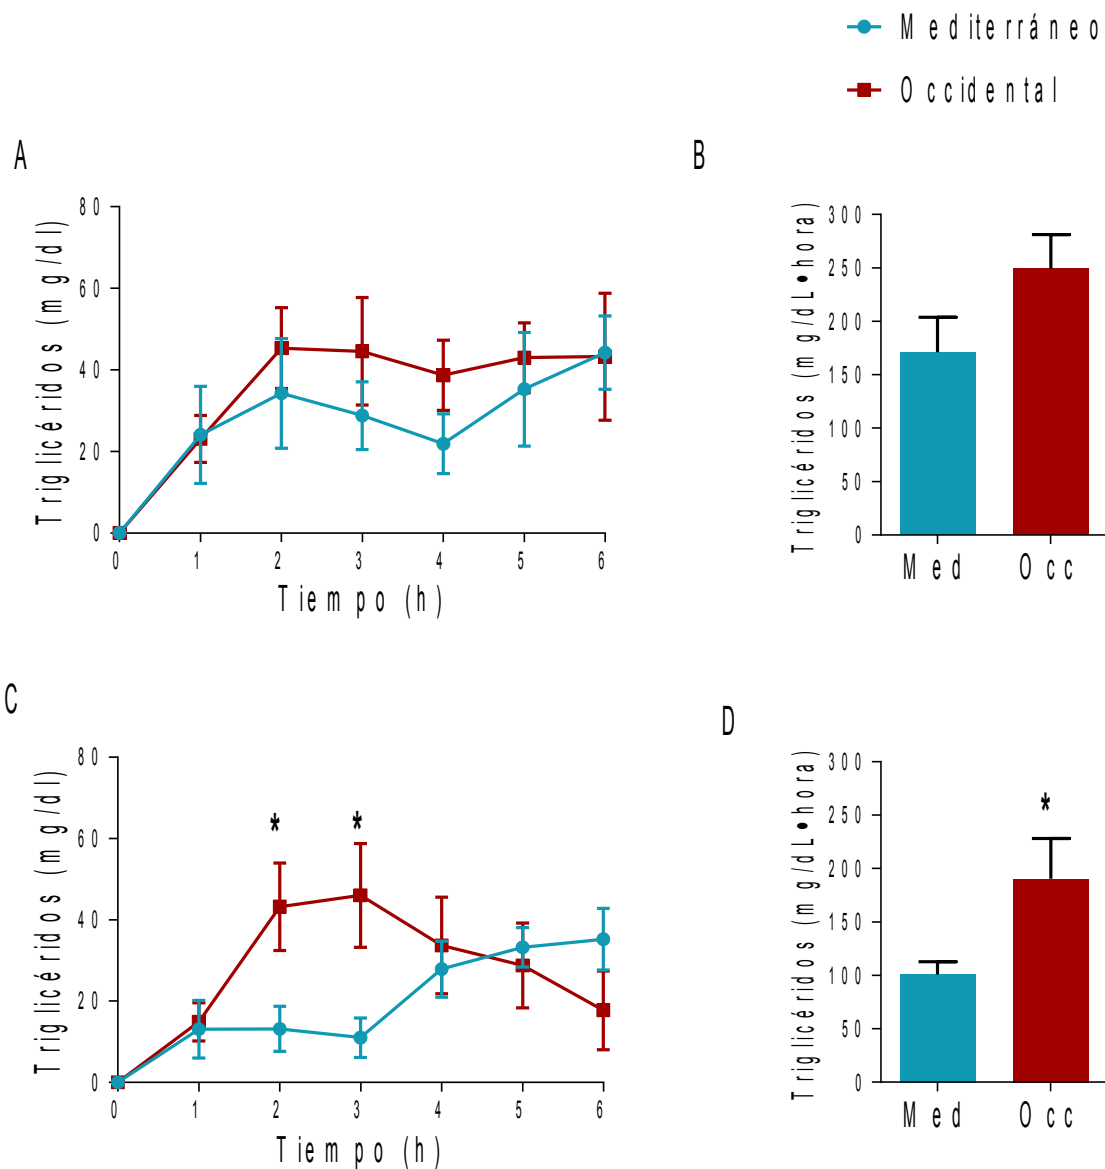 Mediterráneo
Occidental
A
B
Triglicéridos (mg/dl)
80
60
40
20
0
0 1 2 3 4 5 6
Tiempo (h)
Triglicéridos (mg/dL•hora)
300
250
200
150
100
50
0
Med Occ
C
D
Triglicéridos (mg/dl)
80
60
40
20
0
* *
0 1 2 3 4 5 6
Tiempo (h)
Triglicéridos (mg/dL•hora)
300
250
200
150
100
50
0
*
Med Occ